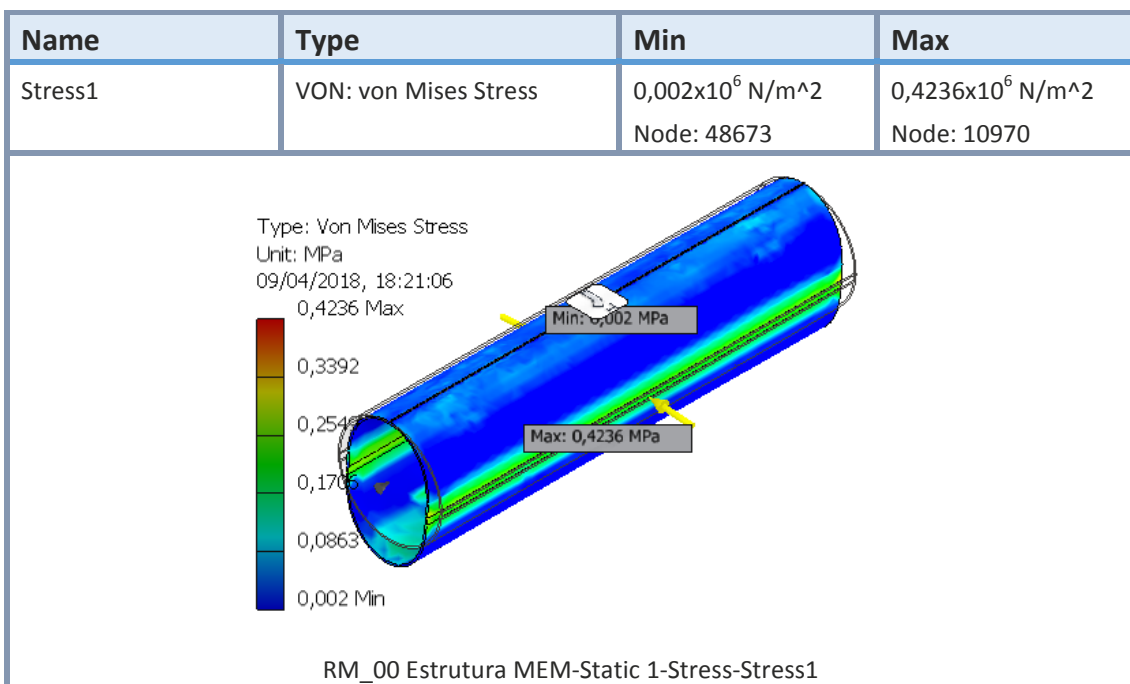 Name Type Min Max
Stress1 VON: von Mises Stress 0,002x10^6 N/m^2 0,4236x10^6 N/m^2
Node: 48673 Node: 10970
Type: Von Mises Stress
Unit: MPa
09/04/2018, 18:21:06
0,4236 Max
0,3392
0,1706
0,0863
0,002 Min
Min: 0,002 MPa
Max: 0,4236 MPa
RM_00 Estrutura MEM-Static 1-Stress-Stress1